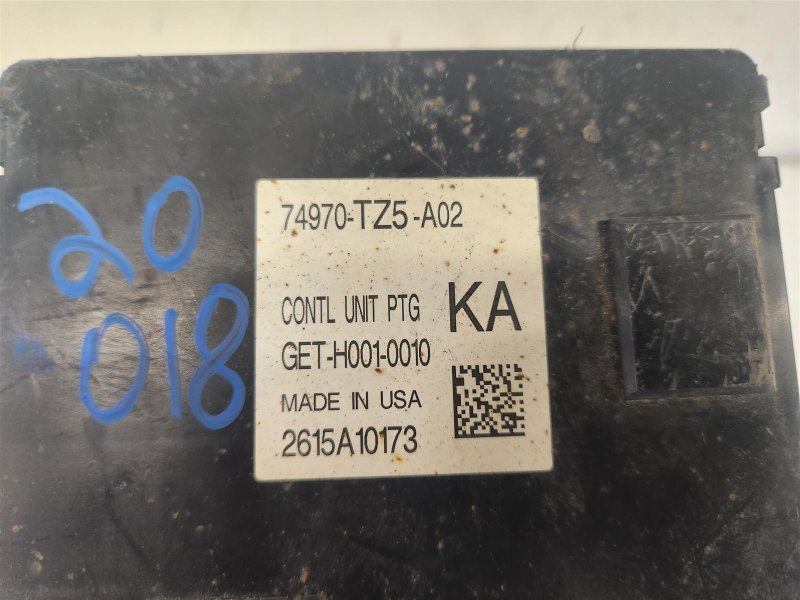 20
018
74970-TZ5-A02
CONTL UNIT PTG KA
GET-H001-0010
MADE IN USA
2615A10173